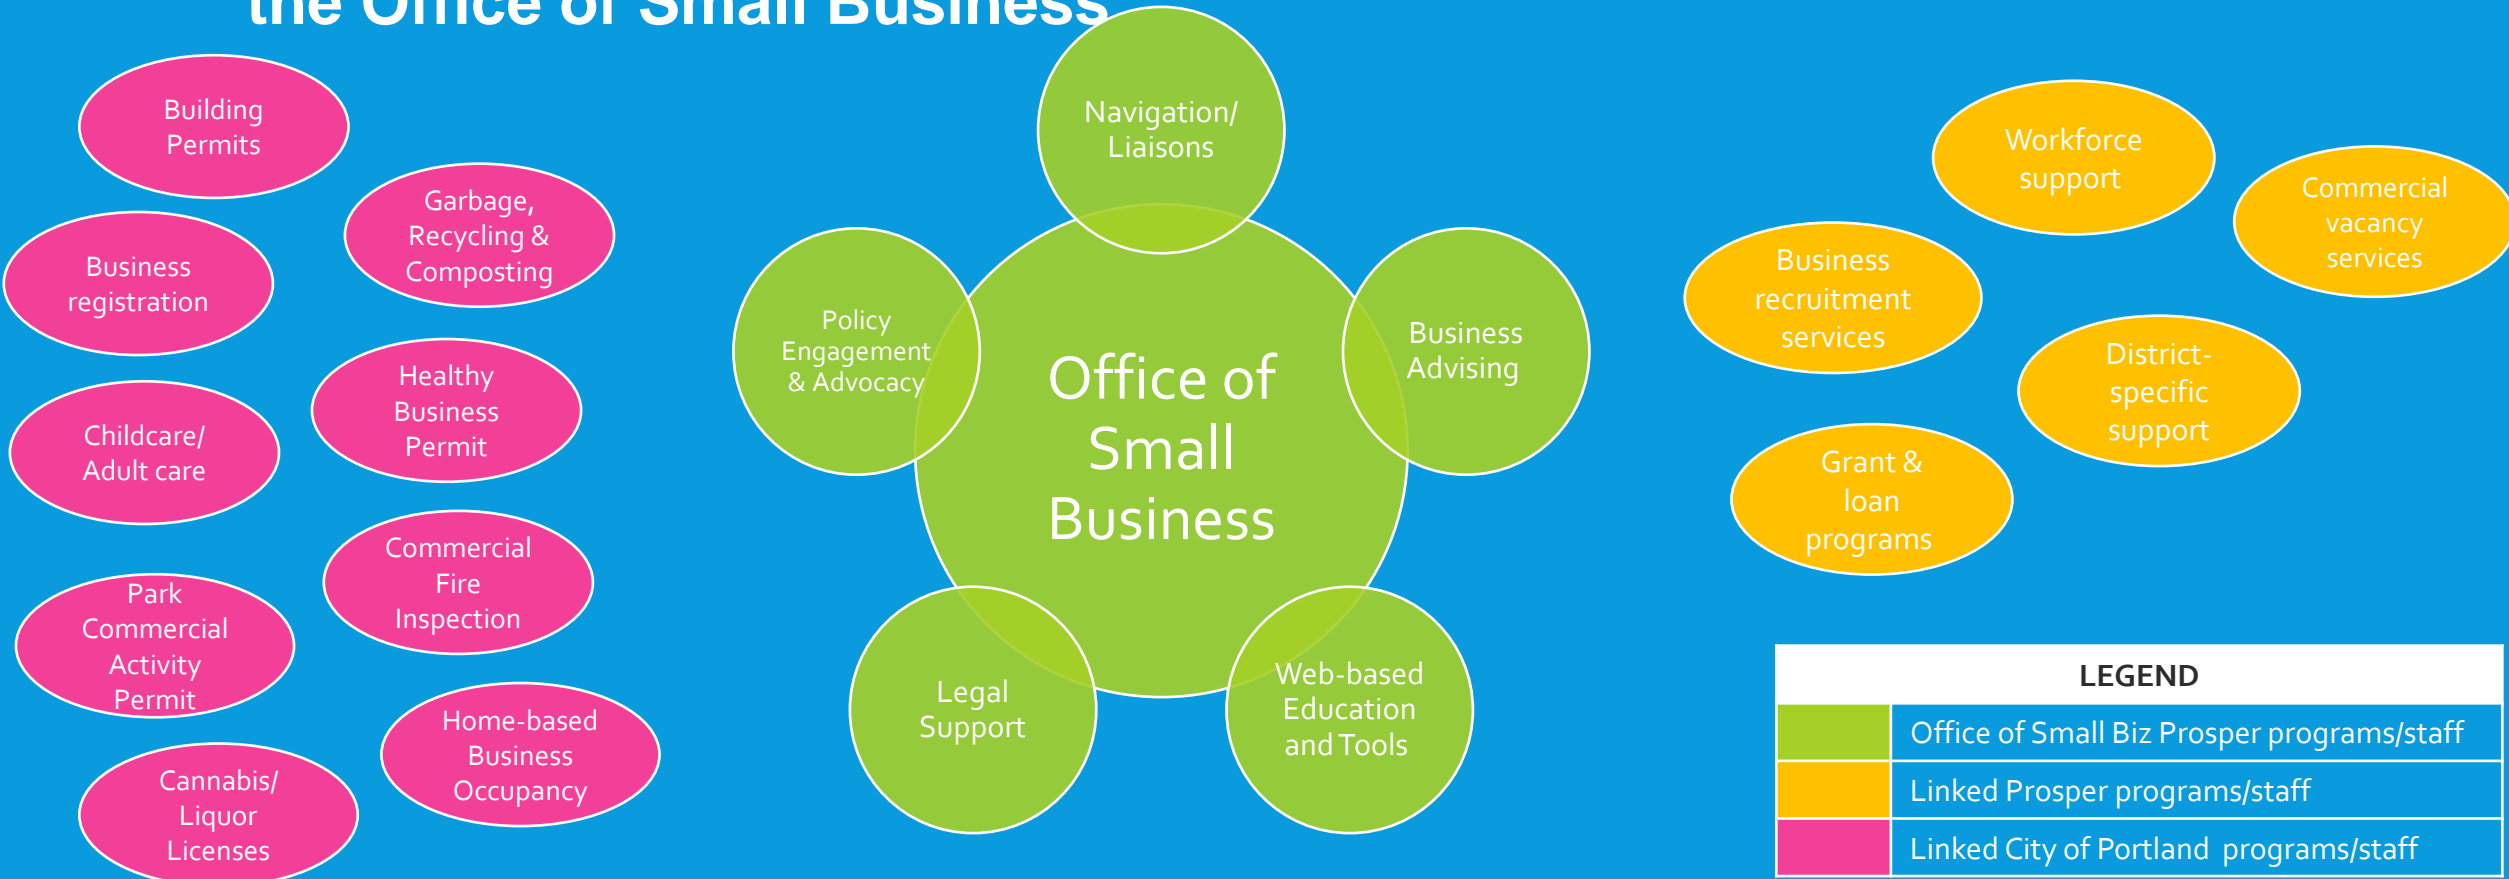 the Office of Small Business
Building
Permits
Garbage,
Recycling &
Composting
Business
registration
Healthy
Business
Permit
Childcare/
Adult care
Commercial
Fire
Inspection
Park
Commercial
Activity
Permit
Home-based
Business
Occupancy
Cannabis/
Liquor
Licenses
Navigation/
Liaisons
Policy
Engagement
& Advocacy
Business
Advising
Office of
Small
Business
Legal
Support
Web-based
Education
and Tools
Workforce
support
Commercial
vacancy
services
Business
recruitment
services
District-
specific
support
Grant &
loan
programs
LEGEND
Office of Small Biz Prosper programs/staff
Linked Prosper programs/staff
Linked City of Portland programs/staff